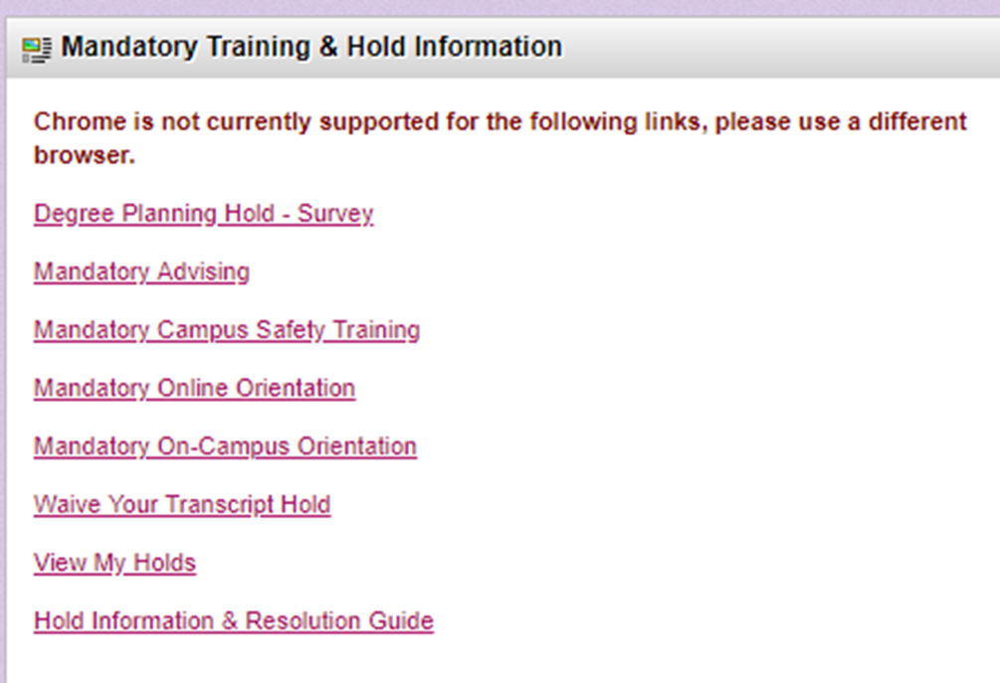 Mandatory Training & Hold Information
Chrome is not currently supported for the following links, please use a different
browser.
Degree Planning Hold - Survey
Mandatory Advising
Mandatory Campus Safety Training
Mandatory Online Orientation
Mandatory On-Campus Orientation
Waive Your Transcript Hold
View My Holds
Hold Information & Resolution Guide